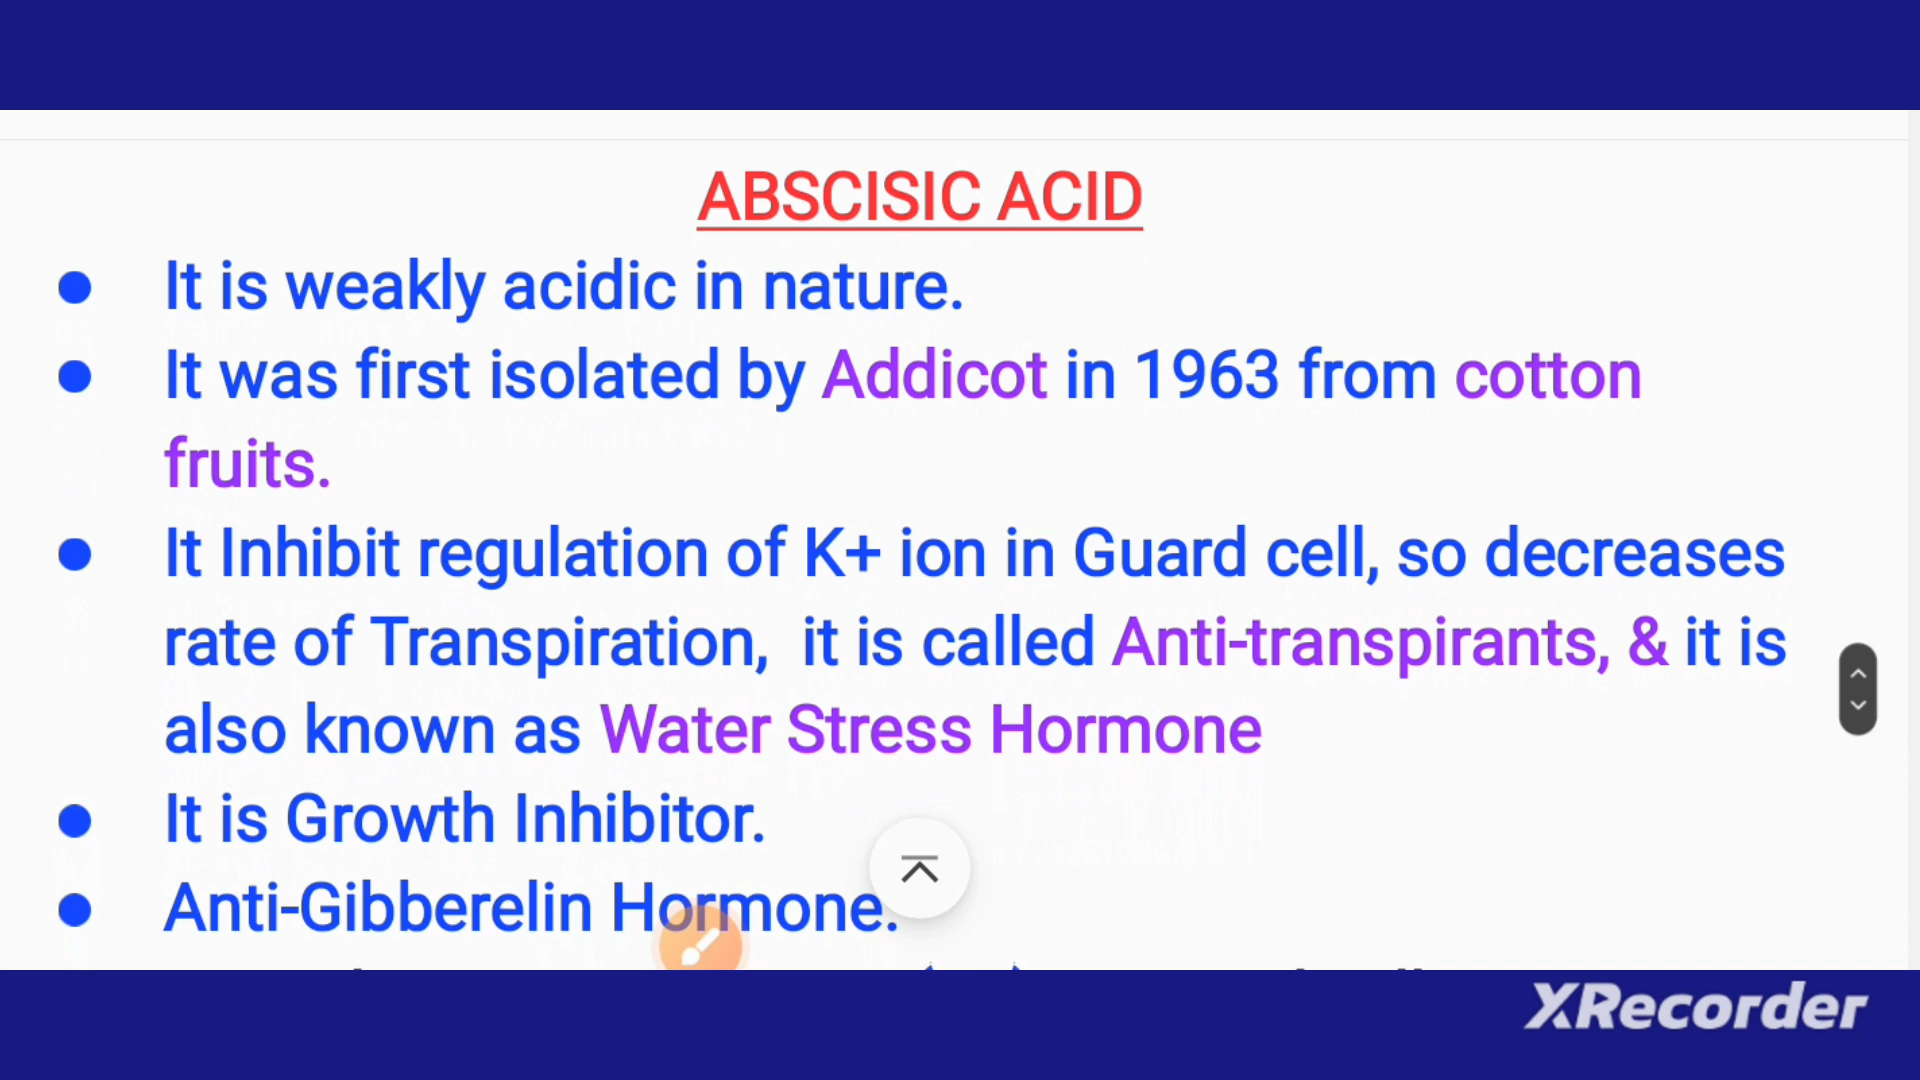 ABSCISIC ACID
● It is weakly acidic in nature.
● It was first isolated by Addicot in 1963 from cotton
fruits.
● It Inhibit regulation of K+ ion in Guard cell, so decreases
rate of Transpiration, it is called Anti-transpirants, & it is
also known as Water Stress Hormone
● It is Growth Inhibitor.
● Anti-Gibberelin Hormone.
XRecorder